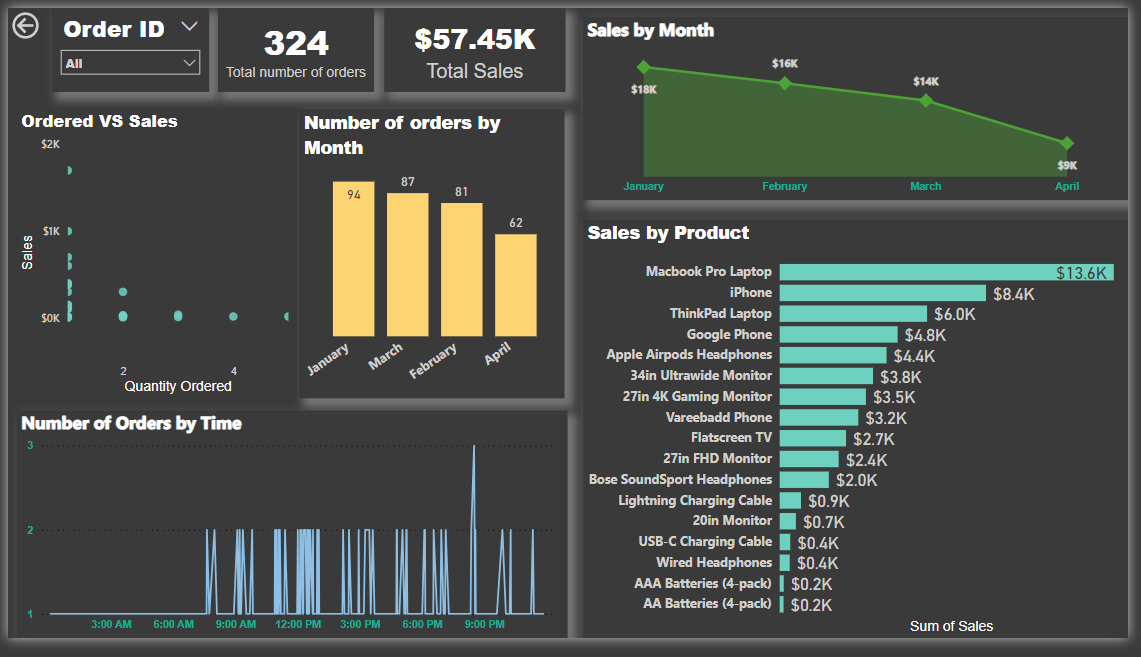 Order ID
All
324
Total number of orders
$57.45K
Total Sales
Sales by Month
$18K
$16K
$14K
$9K
January February March April
Ordered VS Sales
$2K
$1K
$0K
Sales
2 4
Quantity Ordered
Number of orders by
Month
94 87 81 62
January March February April
Sales by Product
Macbook Pro Laptop $13.6K
iPhone $8.4K
ThinkPad Laptop $6.0K
Google Phone $4.8K
Apple Airpods Headphones $4.4K
34in Ultrawide Monitor $3.8K
27in 4K Gaming Monitor $3.5K
Vareebadd Phone $3.2K
Flatscreen TV $2.7K
27in FHD Monitor $2.4K
Bose SoundSport Headphones $2.0K
Lightning Charging Cable $0.9K
20in Monitor $0.7K
USB-C Charging Cable $0.4K
Wired Headphones $0.4K
AAA Batteries (4-pack) $0.2K
AA Batteries (4-pack) $0.2K
Sum of Sales
Number of Orders by Time
3
2
1
3:00 AM 6:00 AM 9:00 AM 12:00 PM 3:00 PM 6:00 PM 9:00 PM